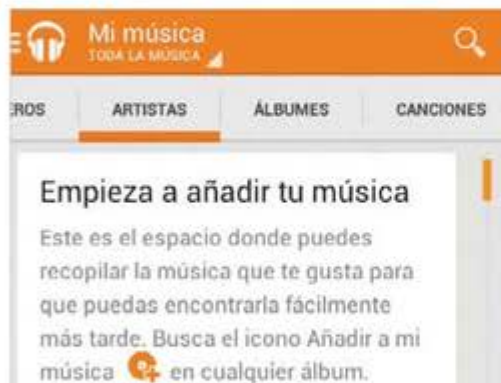 Mi música
TODA LA MÚSICA
ROS
ARTISTAS
ÁLBUMES
CANCIONES
Empieza a añadir tu música
Este es el espacio donde puedes
recopilar la música que te gusta para
que puedas encontrarla fácilmente
más tarde. Busca el icono Añadir a mi
música en cualquier álbum.